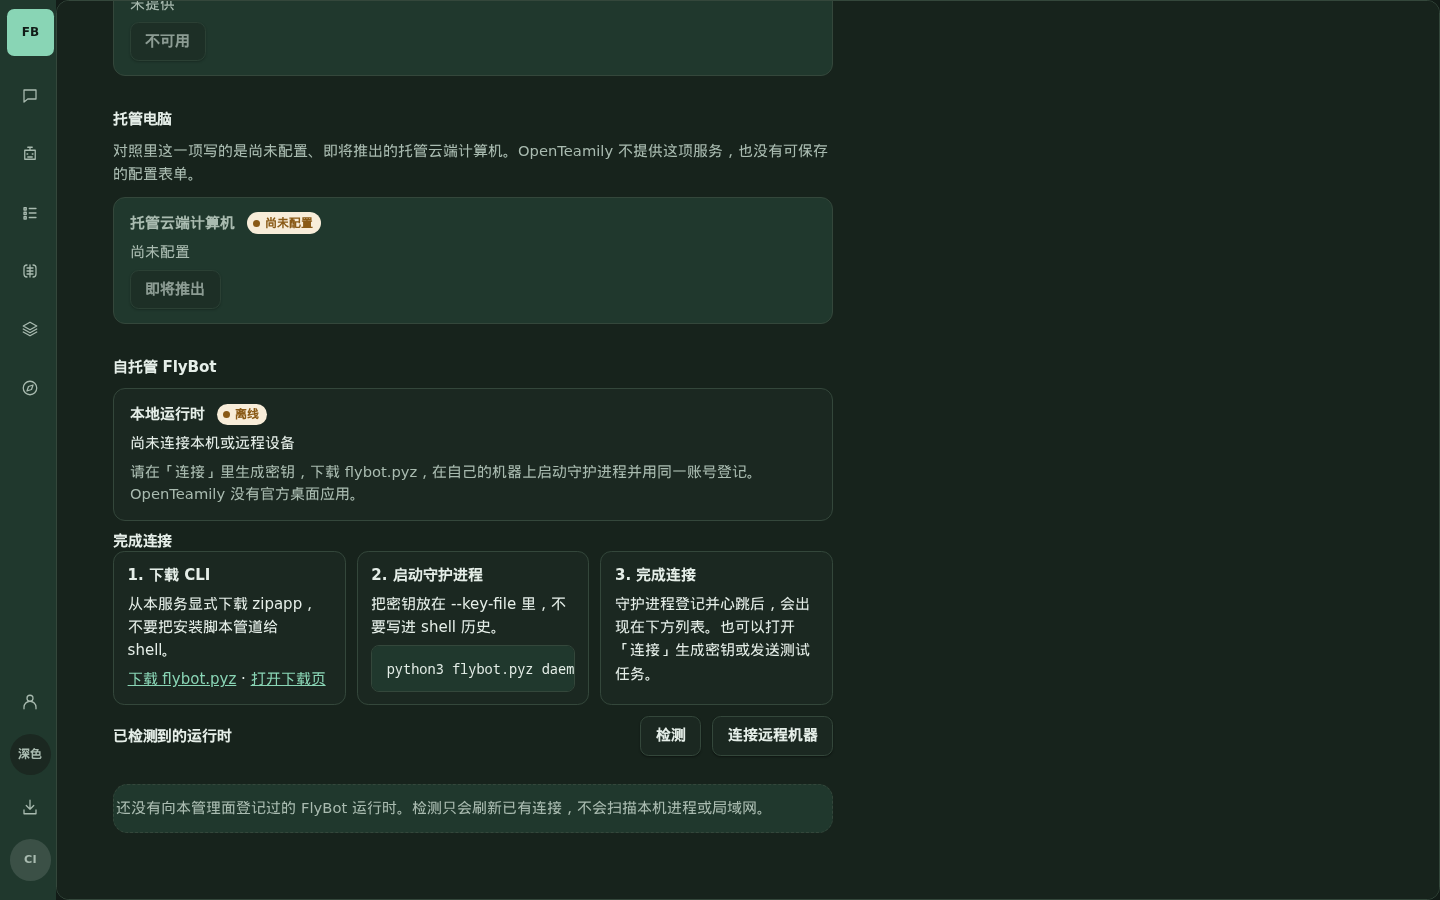 FB
深色
CI
未提供
不可用
托管电脑
对照里这一项写的是尚未配置、即将推出的托管云端计算机。OpenTeamily 不提供这项服务，也没有可保存
的配置表单。
托管云端计算机 尚未配置
尚未配置
即将推出
自托管 FlyBot
本地运行时 离线
尚未连接本机或远程设备
请在「连接」里生成密钥，下载 flybot.pyz，在自己的机器上启动守护进程并用同一账号登记。
OpenTeamily 没有官方桌面应用。
完成连接
1. 下载 CLI
从本服务显式下载 zipapp，
不要把安装脚本管道给
shell。
下载 flybot.pyz · 打开下载页
2. 启动守护进程
把密钥放在 --key-file 里，不
要写进 shell 历史。
python3 flybot.pyz daem
3. 完成连接
守护进程登记并心跳后，会出
现在下方列表。也可以打开
「连接」生成密钥或发送测试
任务。
已检测到的运行时
检测
连接远程机器
还没有向本管理面登记过的 FlyBot 运行时。检测只会刷新已有连接，不会扫描本机进程或局域网。